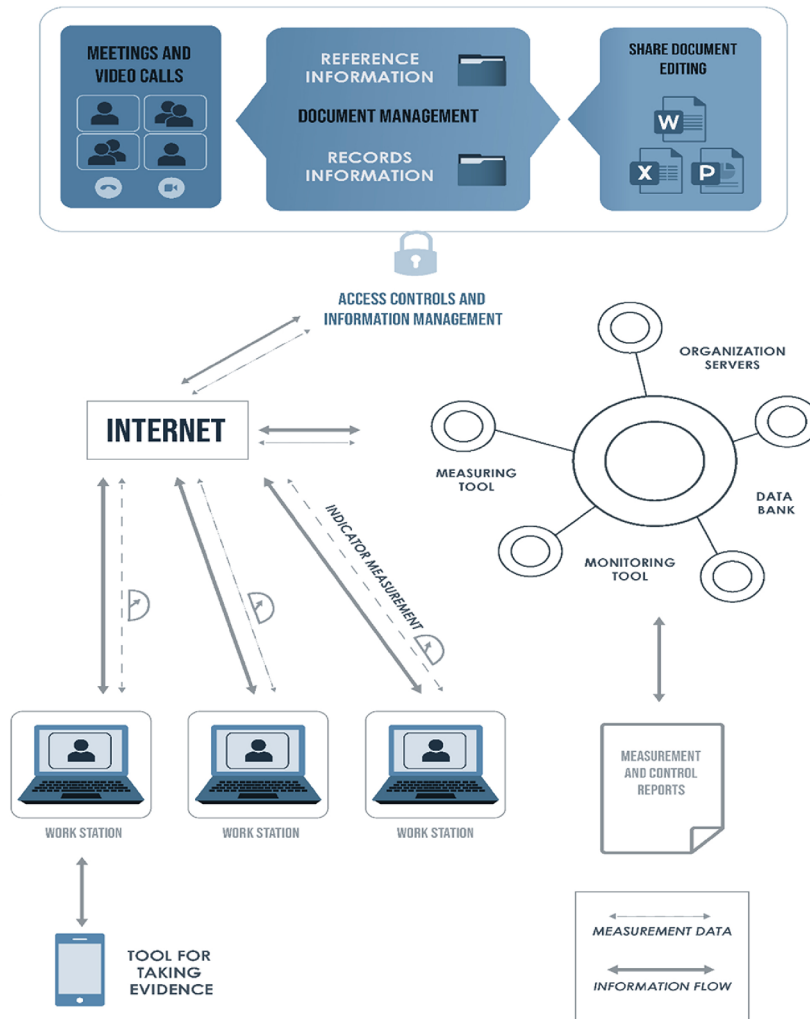 MEETINGS AND
VIDEO CALLS
REFERENCE
INFORMATION
DOCUMENT MANAGEMENT
RECORDS
INFORMATION
SHARE DOCUMENT
EDITING
W
X
P
ACCESS CONTROLS AND
INFORMATION MANAGEMENT
INTERNET
ORGANIZATION
SERVERS
MEASURING
TOOL
DATA
BANK
MONITORING
TOOL
INDICATOR MEASUREMENT
WORK STATION
WORK STATION
WORK STATION
MEASUREMENT
AND CONTROL
REPORTS
TOOL FOR
TAKING
EVIDENCE
MEASUREMENT DATA
INFORMATION FLOW